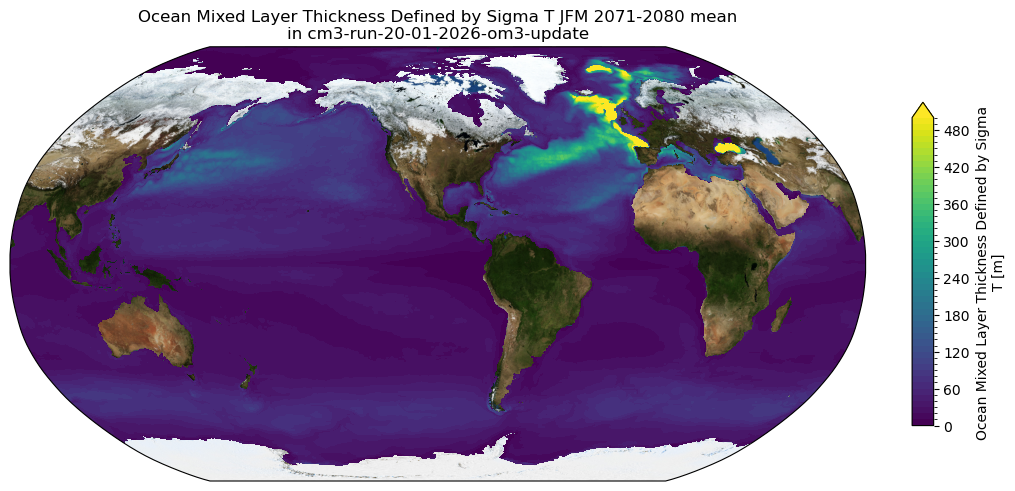 Ocean Mixed Layer Thickness Defined by Sigma T JFM 2071-2080 mean
in cm3-run-20-01-2026-om3-update
480
420
360
300
240
180
120
60
0
Ocean Mixed Layer Thickness Defined by Sigma
T [m]